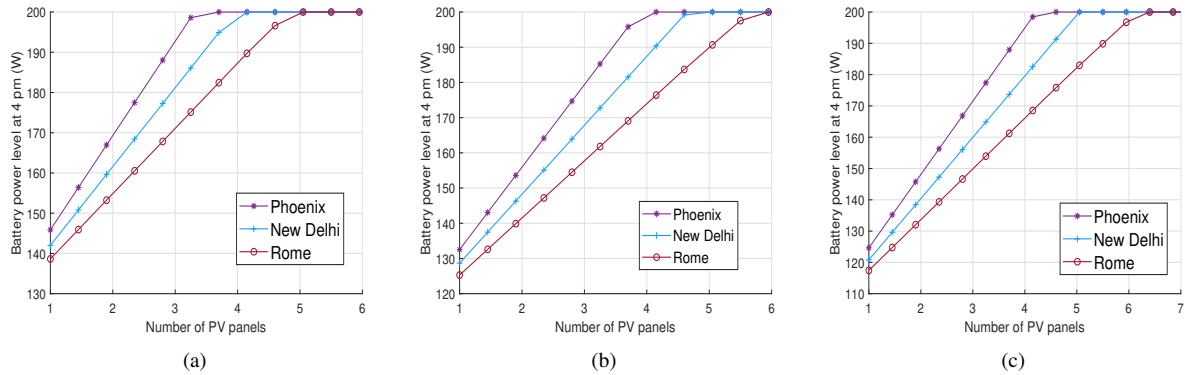 Battery power level at 4 pm (W)
200
190
180
170
160
150
140
130
1 2 3 4 5 6
Number of PV panels
Phoenix
New Delhi
Rome
(a)
Battery power level at 4 pm (W)
200
190
180
170
160
150
140
130
120
1 2 3 4 5 6
Number of PV panels
Phoenix
New Delhi
Rome
(b)
Battery power level at 4 pm (W)
200
190
180
170
160
150
140
130
120
110
1 2 3 4 5 6 7
Number of PV panels
Phoenix
New Delhi
Rome
(c)